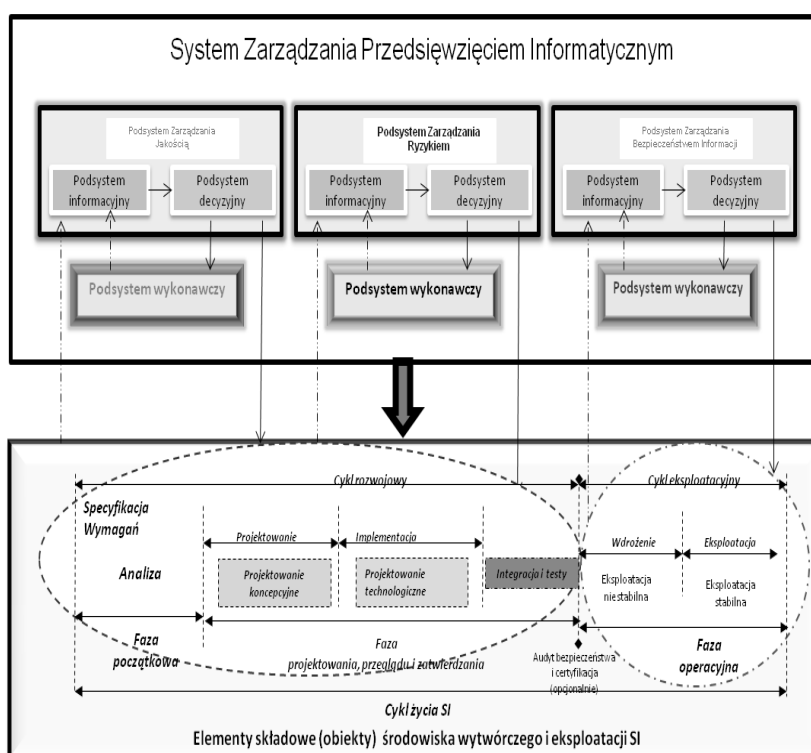 System Zarządzania Przedsięwzięciem Informatycznym
Podsystem Zarządzania
Jakością
Podsystem
informacyjny
Podsystem
decyzyjny
Podsystem wykonawczy
Podsystem Zarządzania
Ryzykiem
Podsystem
informacyjny
Podsystem
decyzyjny
Podsystem wykonawczy
Podsystem Zarządzania
Bezpieczeństwem Informacji
Podsystem
informacyjny
Podsystem
decyzyjny
Podsystem wykonawczy
Cykl rozwojowy
Cykl eksploatacyjny
Specyfikacja
Wymagań
Analiza
Projektowanie
Implementacja
Projektowanie
koncepcyjne
Projektowanie
technologiczne
Integracja i testy
Wdrożenie
Eksploatacja
Eksploatacja
niestabilna
Eksploatacja
stabilna
Faza
początkowa
Faza
projektowania, przeglądu i zatwierdzania
Audyt bezpieczeństwa
i certyfikacja
(opcjonalnie)
Faza
operacyjna
Cykl życia SI
Elementy składowe (obiekty) środowiska wytwórczego i eksploatacji SI